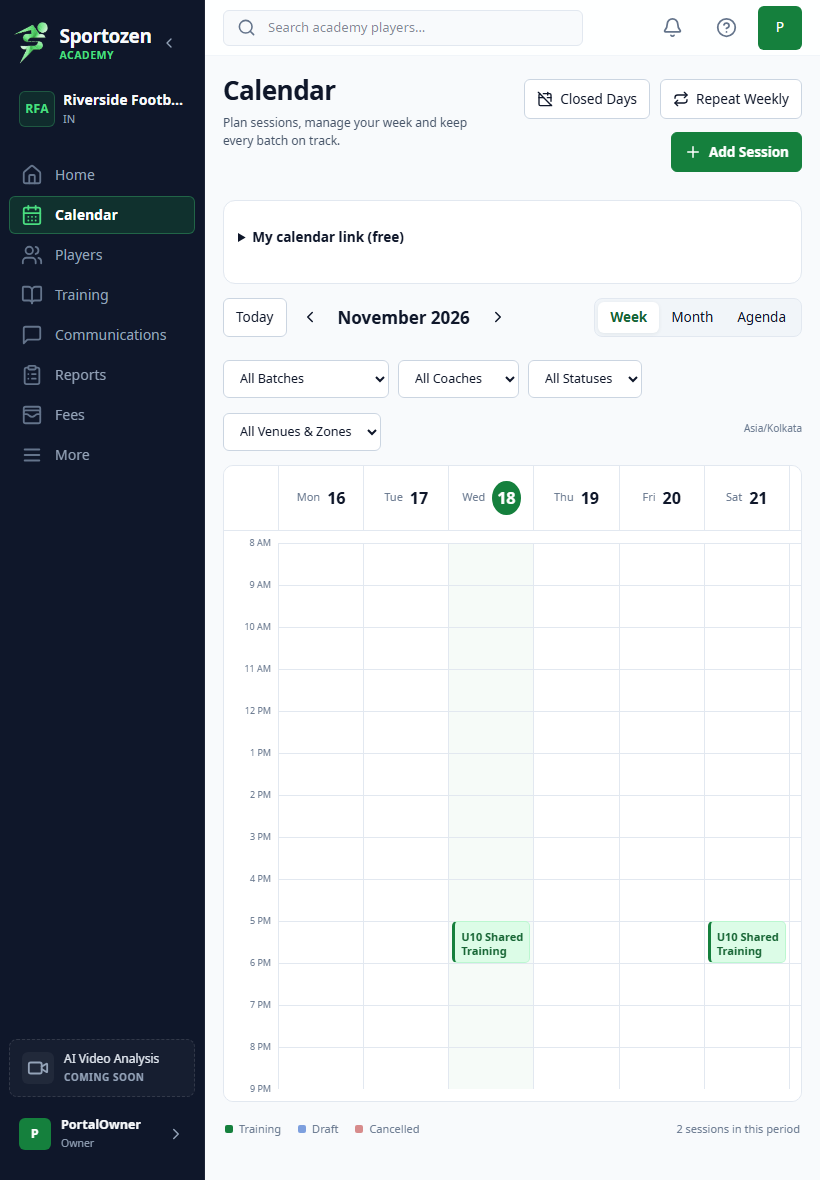 Sportozen
ACADEMY
RFA
Riverside Footb...
IN
Home
Calendar
Players
Training
Communications
Reports
Fees
More
AI Video Analysis
COMING SOON
P
PortalOwner
Owner
Search academy players...
P
Calendar
Plan sessions, manage your week and keep
every batch on track.
Closed Days
Repeat Weekly
Add Session
My calendar link (free)
Today
November 2026
Week
Month
Agenda
All Batches
All Coaches
All Statuses
All Venues & Zones
Asia/Kolkata
Mon 16
Tue 17
Wed 18
Thu 19
Fri 20
Sat 21
8 AM
9 AM
10 AM
11 AM
12 PM
1 PM
2 PM
3 PM
4 PM
5 PM
U10 Shared
Training
U10 Shared
Training
6 PM
7 PM
8 PM
9 PM
Training
Draft
Cancelled
2 sessions in this period